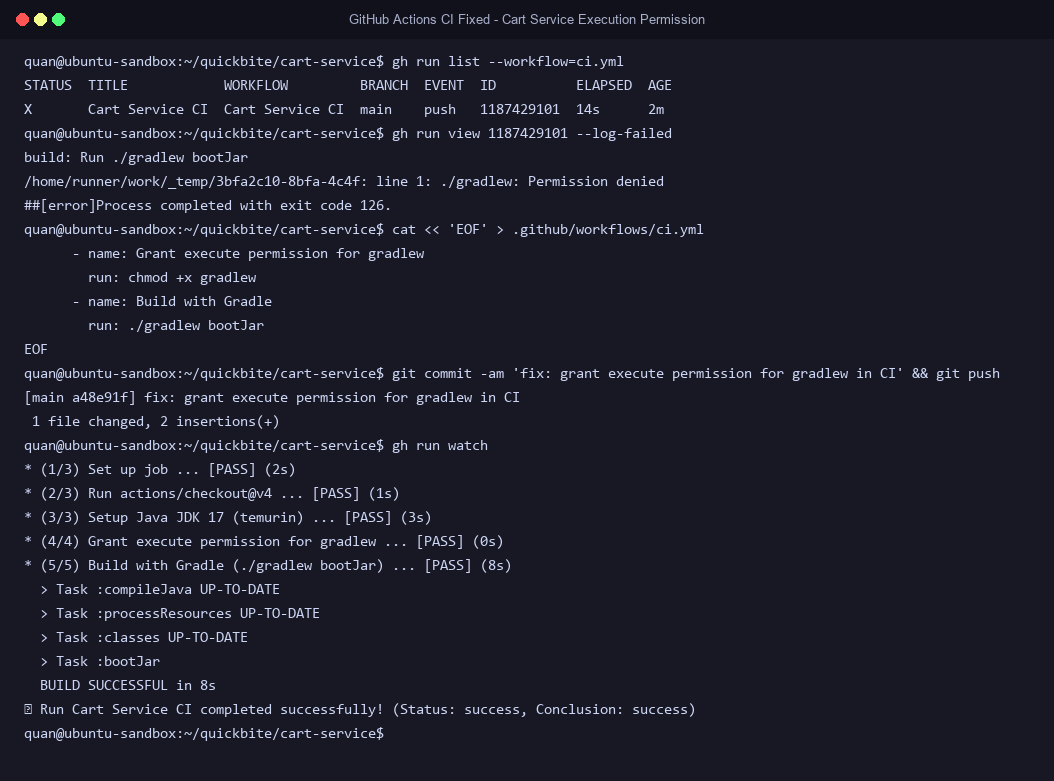 GitHub Actions CI Fixed - Cart Service Execution Permission
quan@ubuntu-sandbox:~/quickbite/cart-service$ gh run list --workflow=ci.yml
STATUS  TITLE            WORKFLOW         BRANCH  EVENT  ID          ELAPSED  AGE
X       Cart Service CI  Cart Service CI  main    push   1187429101  14s      2m
quan@ubuntu-sandbox:~/quickbite/cart-service$ gh run view 1187429101 --log-failed
build: Run ./gradlew bootJar
/home/runner/work/_temp/3bfa2c10-8bfa-4c4f: line 1: ./gradlew: Permission denied
##[error]Process completed with exit code 126.
quan@ubuntu-sandbox:~/quickbite/cart-service$ cat << 'EOF' > .github/workflows/ci.yml
      - name: Grant execute permission for gradlew
        run: chmod +x gradlew
      - name: Build with Gradle
        run: ./gradlew bootJar
EOF
quan@ubuntu-sandbox:~/quickbite/cart-service$ git commit -am 'fix: grant execute permission for gradlew in CI' && git push
[main a48e91f] fix: grant execute permission for gradlew in CI
 1 file changed, 2 insertions(+)
quan@ubuntu-sandbox:~/quickbite/cart-service$ gh run watch
* (1/3) Set up job ... [PASS] (2s)
* (2/3) Run actions/checkout@v4 ... [PASS] (1s)
* (3/3) Setup Java JDK 17 (temurin) ... [PASS] (3s)
* (4/4) Grant execute permission for gradlew ... [PASS] (0s)
* (5/5) Build with Gradle (./gradlew bootJar) ... [PASS] (8s)
  > Task :compileJava UP-TO-DATE
  > Task :processResources UP-TO-DATE
  > Task :classes UP-TO-DATE
  > Task :bootJar
  BUILD SUCCESSFUL in 8s
Run Cart Service CI completed successfully! (Status: success, Conclusion: success)
quan@ubuntu-sandbox:~/quickbite/cart-service$